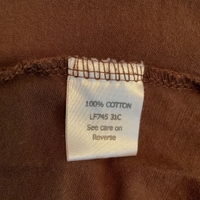 100% COTTON
LF745 31C
See care on
Reverse